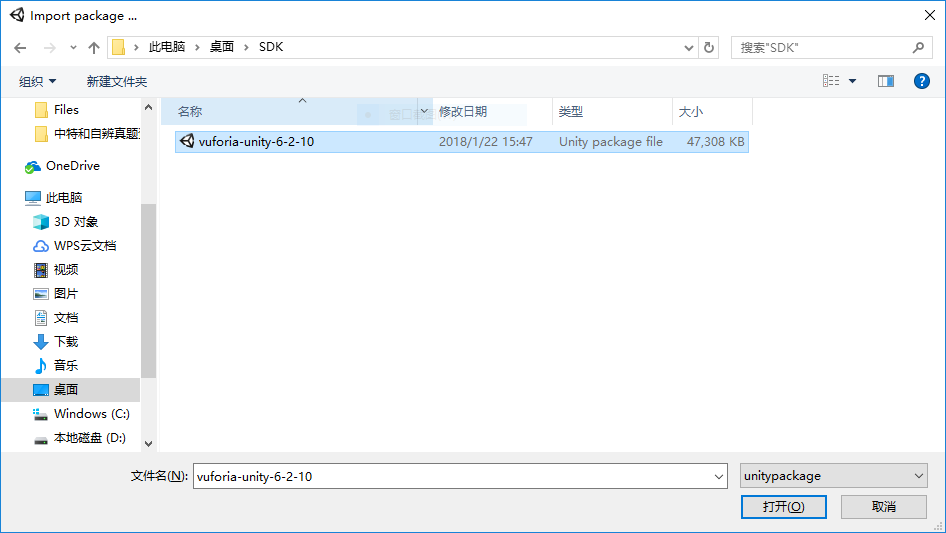 Import package ...
此电脑 > 桌面 > SDK
搜索"SDK"
组织
新建文件夹
名称
修改日期
类型
大小
vuforia-unity-6-2-10
2018/1/22 15:47
Unity package file
47,308 KB
Files
中特和自辨真题
OneDrive
此电脑
3D 对象
WPS云文档
视频
图片
文档
下载
音乐
桌面
Windows (C:)
本地磁盘 (D:)
文件名(N):
vuforia-unity-6-2-10
unitypackage
打开(O)
取消